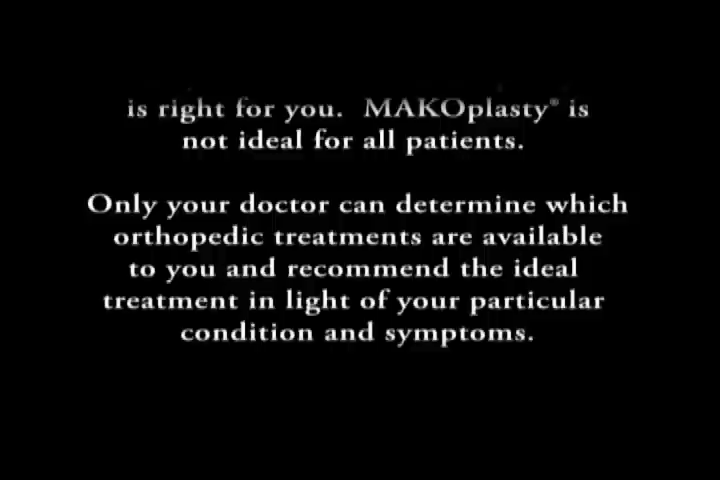 is right for you. MAKOplasty® is
not ideal for all patients.
Only your doctor can determine which
orthopedic treatments are available
to you and recommend the ideal
treatment in light of your particular
condition and symptoms.